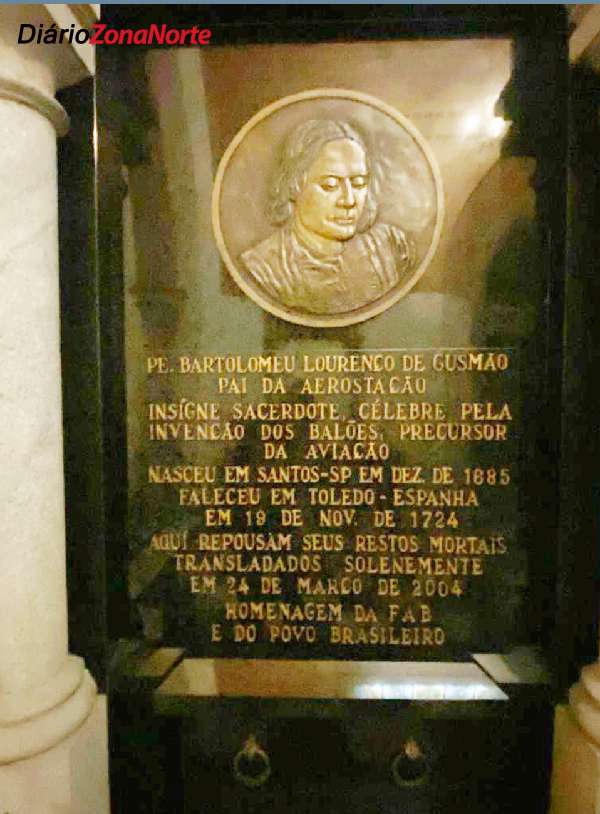 DiárioZonaNorte
PE. BARTOLOMEU LOURENÇO DE GUSMÃO
PAI DA AEROSTAÇÃO
INSÍGNE SACERDOTE, CÉLEBRE PELA
INVENÇÃO DOS BALÕES, PRECURSOR
DA AVIAÇÃO
NASCEU EM SANTOS-SP EM DEZ. DE 1685
FALECEU EM TOLEDO - ESPANHA
EM 19 DE NOV. DE 1724
AQUI REPOUSAM SEUS RESTOS MORTAIS
TRANSLADADOS SOLENEMENTE
EM 24 DE MARÇO DE 2004
HOMENAGEM DA FAB
E DO POVO BRASILEIRO